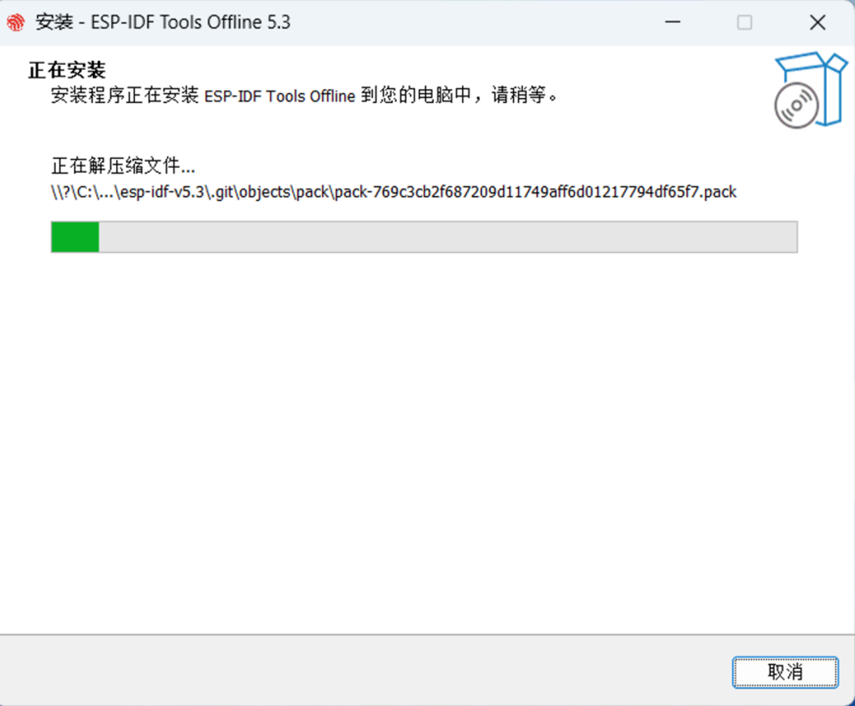 安装 - ESP-IDF Tools Offline 5.3
正在安装
安装程序正在安装 ESP-IDF Tools Offline 到您的电脑中，请稍等。
正在解压缩文件...
\\?\C:\...\esp-idf-v5.3\.git\objects\pack\pack-769c3cb2f687209d11749aff6d01217794df65f7.pack
取消